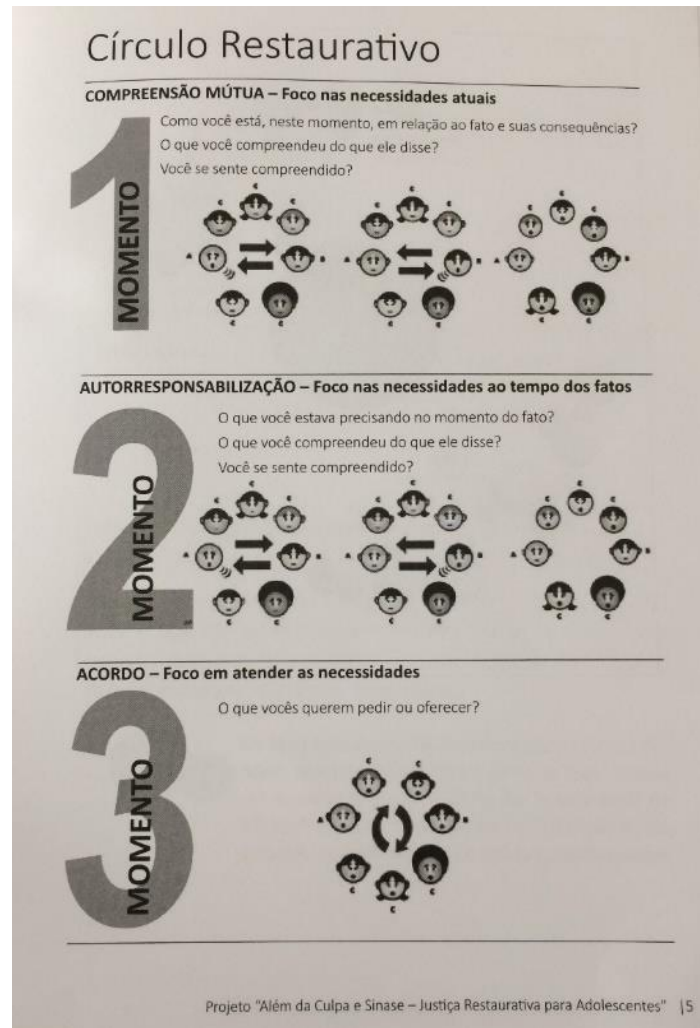 Círculo Restaurativo
COMPREENSÃO MÚTUA – Foco nas necessidades atuais
1
MOMENTO
Como você está, neste momento, em relação ao fato e suas consequências?
O que você compreendeu do que ele disse?
Você se sente compreendido?
AUTORRESPONSABILIZAÇÃO – Foco nas necessidades ao tempo dos fatos
2
MOMENTO
O que você estava precisando no momento do fato?
O que você compreendeu do que ele disse?
Você se sente compreendido?
ACORDO – Foco em atender as necessidades
3
MOMENTO
O que vocês querem pedir ou oferecer?
Projeto "Além da Culpa e Sinase – Justiça Restaurativa para Adolescentes" |5